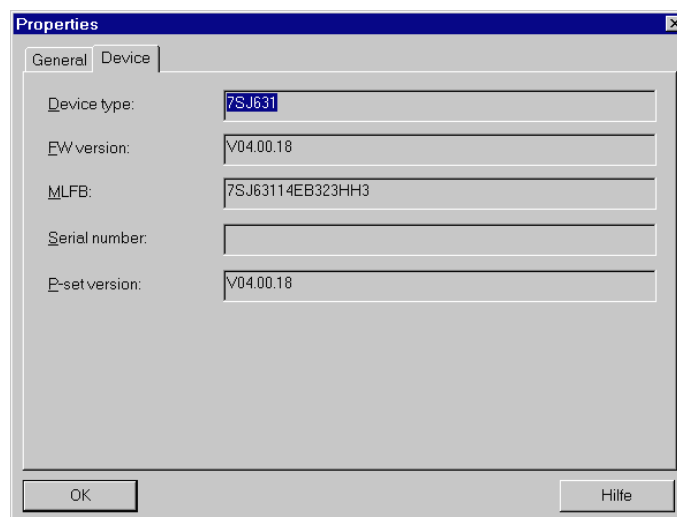 Properties
General Device
Device type: 7SJ631
FW version: V04.00.18
MLFB: 7SJ63114EB323HH3
Serial number:
P-set version: V04.00.18
OK Hilfe